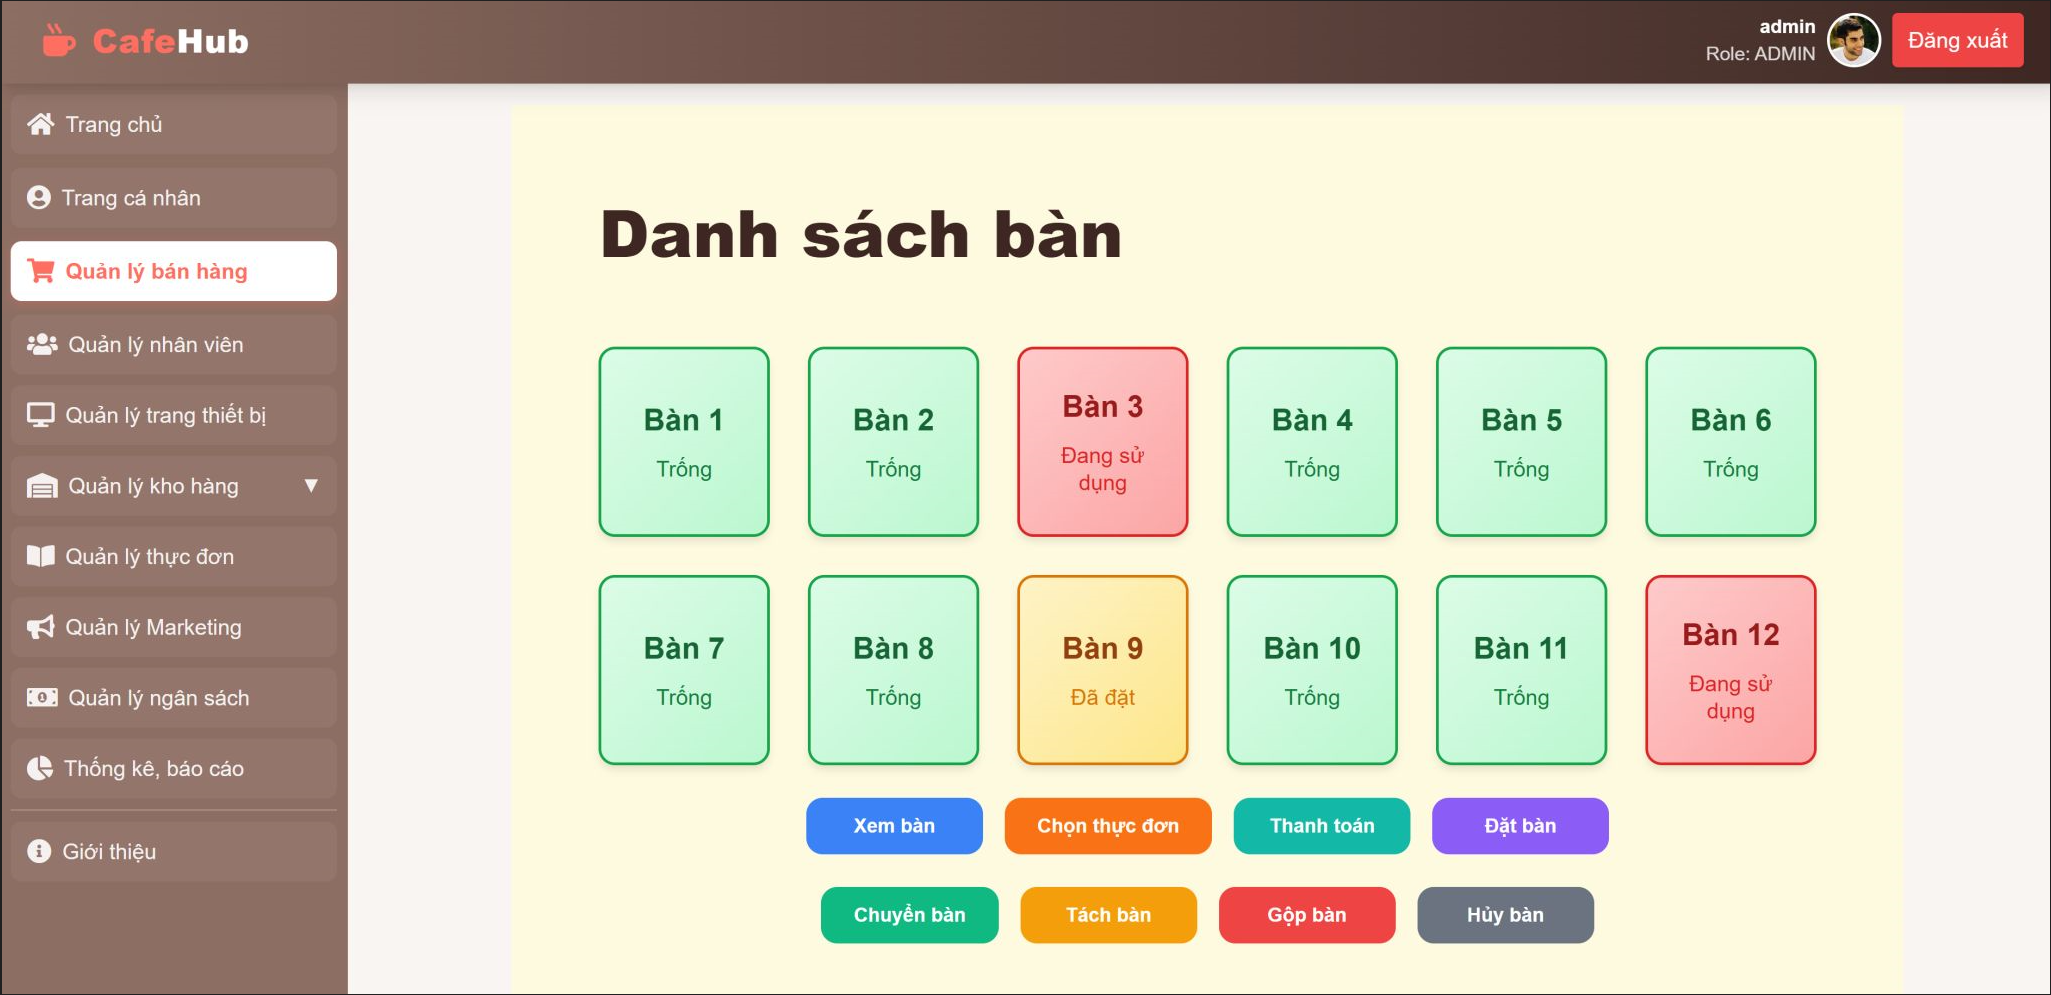 CafeHub
admin
Role: ADMIN
Đăng xuất
Trang chủ
Trang cá nhân
Quản lý bán hàng
Quản lý nhân viên
Quản lý trang thiết bị
Quản lý kho hàng ▼
Quản lý thực đơn
Quản lý Marketing
Quản lý ngân sách
Thống kê, báo cáo
Giới thiệu
Danh sách bàn
Bàn 1
Trống
Bàn 2
Trống
Bàn 3
Đang sử
dụng
Bàn 4
Trống
Bàn 5
Trống
Bàn 6
Trống
Bàn 7
Trống
Bàn 8
Trống
Bàn 9
Đã đặt
Bàn 10
Trống
Bàn 11
Trống
Bàn 12
Đang sử
dụng
Xem bàn
Chọn thực đơn
Thanh toán
Đặt bàn
Chuyển bàn
Tách bàn
Gộp bàn
Hủy bàn